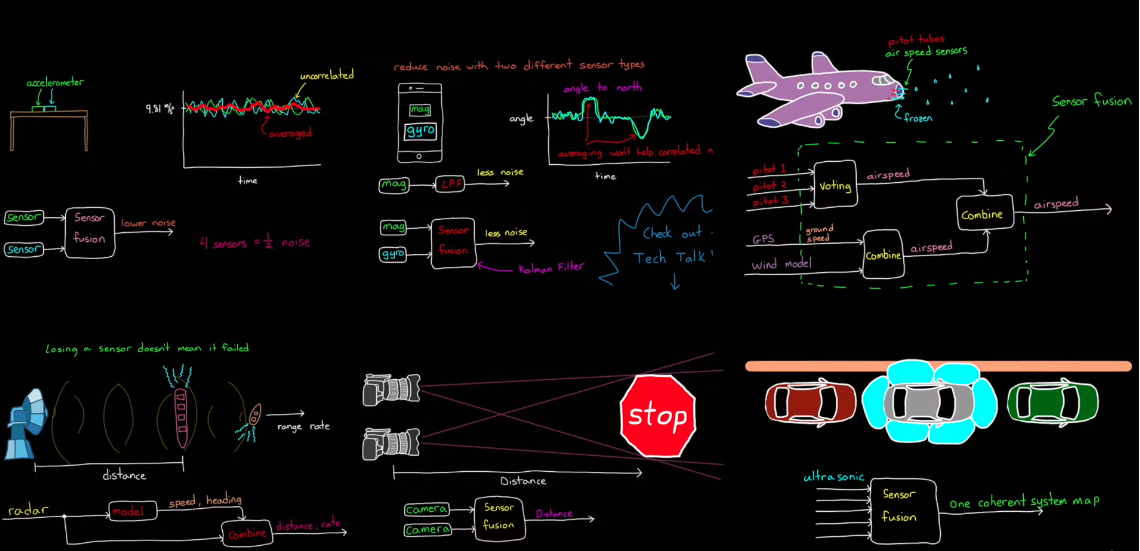 accelerometer
9.81 m/s
uncorrelated
averaged
time
sensor
sensor
Sensor
fusion
lower noise
4 sensors = 1/2 noise
reduce noise with two different sensor types
mag
gyro
angle to north
angle
averaging won't help correlated n
time
mag
LPF
less noise
mag
gyro
Sensor
fusion
less noise
Kalman Filter
Check out
Tech Talk!
pitot tubes
air speed sensors
frozen
Sensor fusion
pitot 1
pitot 2
pitot 3
Voting
airspeed
GPS
ground
speed
Wind model
Combine
airspeed
Combine
airspeed
Losing a sensor doesn't mean it failed
range rate
distance
radar
model
speed, heading
Combine
distance, rate
stop
Distance
camera
camera
Sensor
fusion
Distance
ultrasonic
Sensor
fusion
one coherent system map